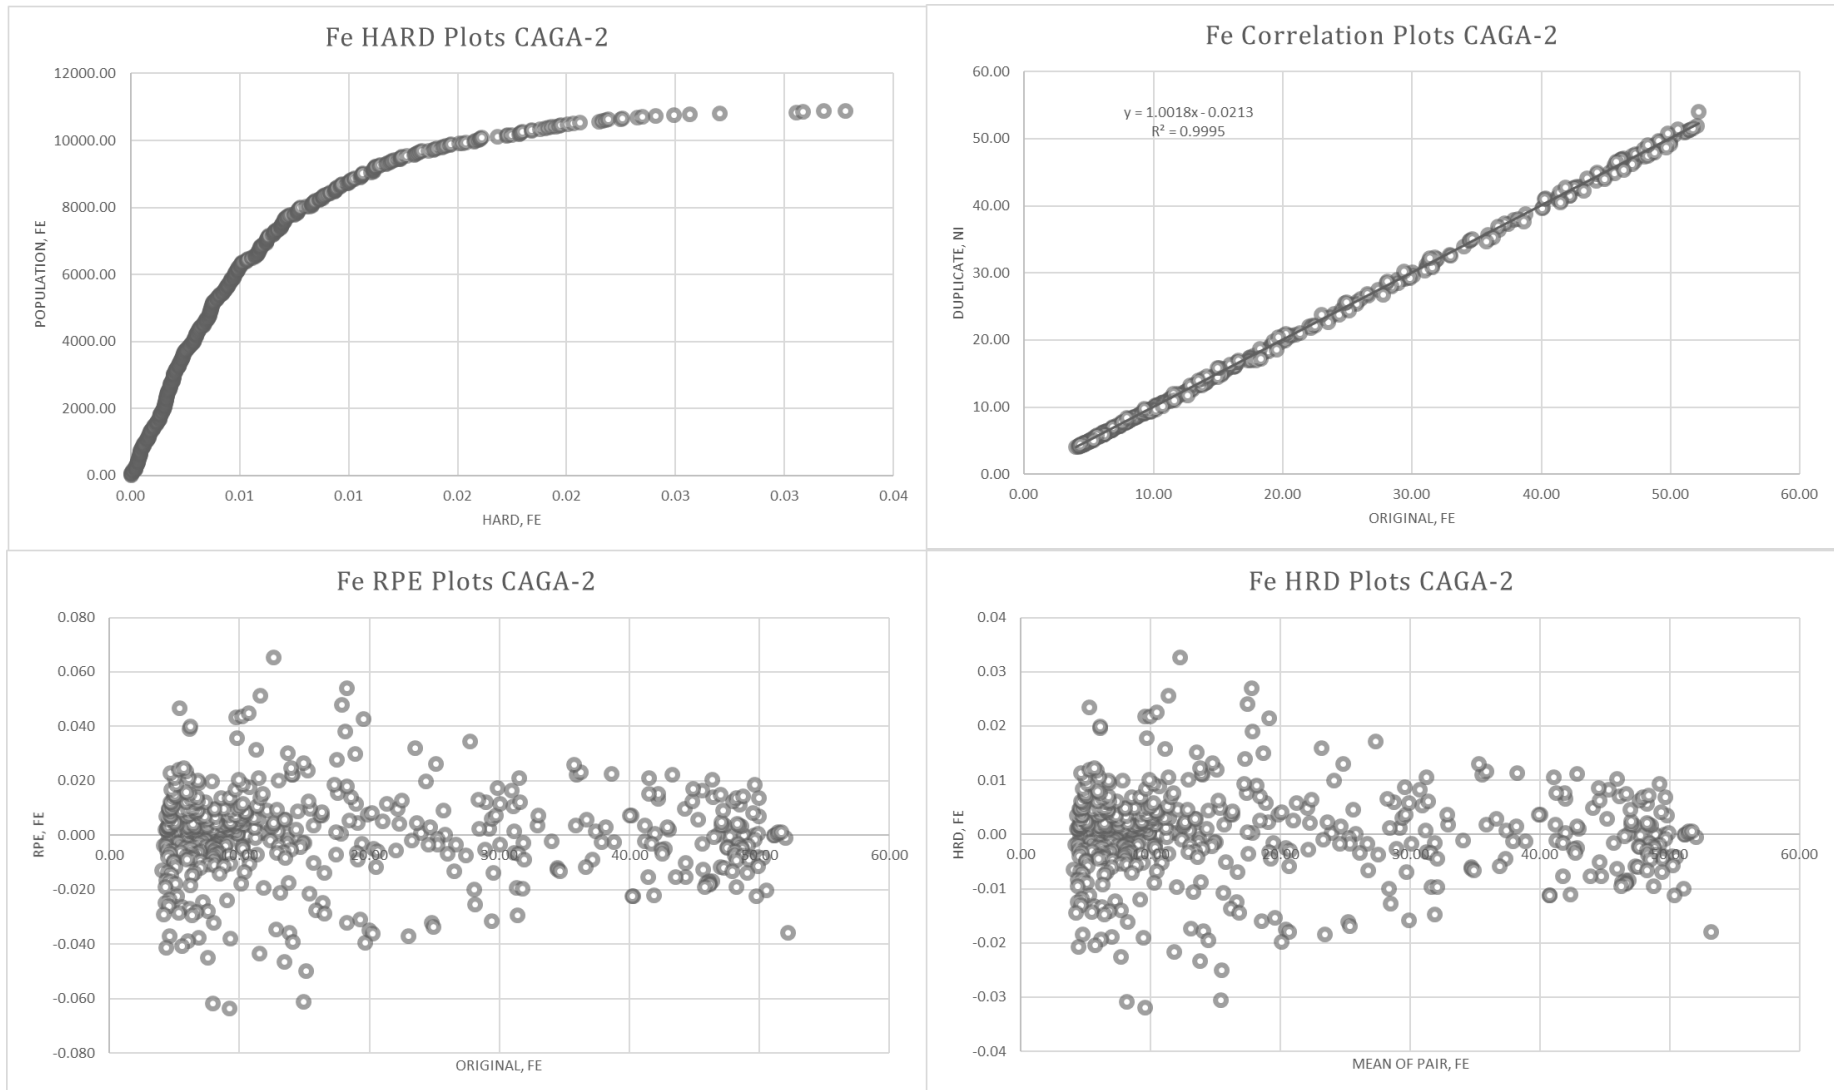 Fe HARD Plots CAGA-2
12000.00
10000.00
8000.00
6000.00
4000.00
2000.00
0.00
POPULATION, FE
0.00 0.01 0.01 0.02 0.02 0.03 0.03 0.04
HARD, FE
Fe Correlation Plots CAGA-2
60.00
50.00
40.00
30.00
20.00
10.00
0.00
DUPLICATE, NI
y = 1.0018x - 0.0213
R² = 0.9995
0.00 10.00 20.00 30.00 40.00 50.00 60.00
ORIGINAL, FE
Fe RPE Plots CAGA-2
0.080
0.060
0.040
0.020
0.000
-0.020
-0.040
-0.060
-0.080
RPE, FE
0.00 10.00 20.00 30.00 40.00 50.00 60.00
ORIGINAL, FE
Fe HRD Plots CAGA-2
0.04
0.03
0.02
0.01
0.00
-0.01
-0.02
-0.03
-0.04
HRD, FE
0.00 10.00 20.00 30.00 40.00 50.00 60.00
MEAN OF PAIR, FE